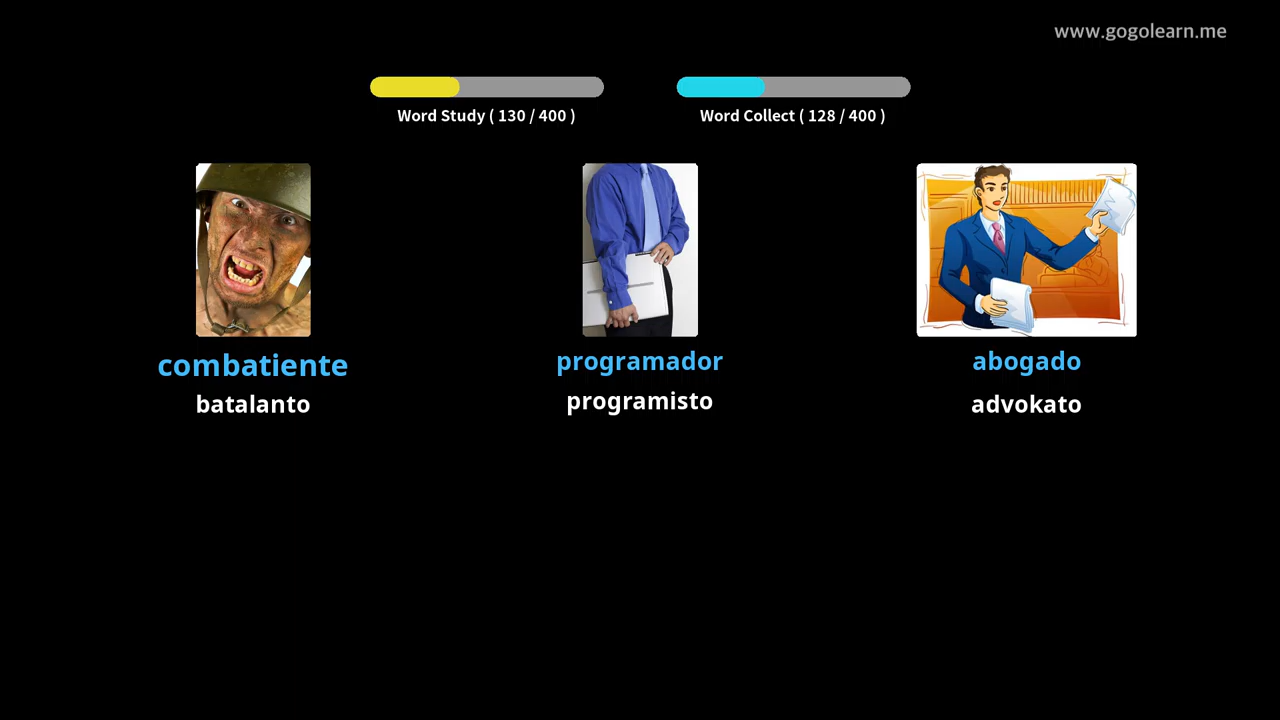 www.gogolearn.me
Word Study ( 130 / 400 )
Word Collect ( 128 / 400 )
combatiente
batalanto
programador
programisto
abogado
advokato